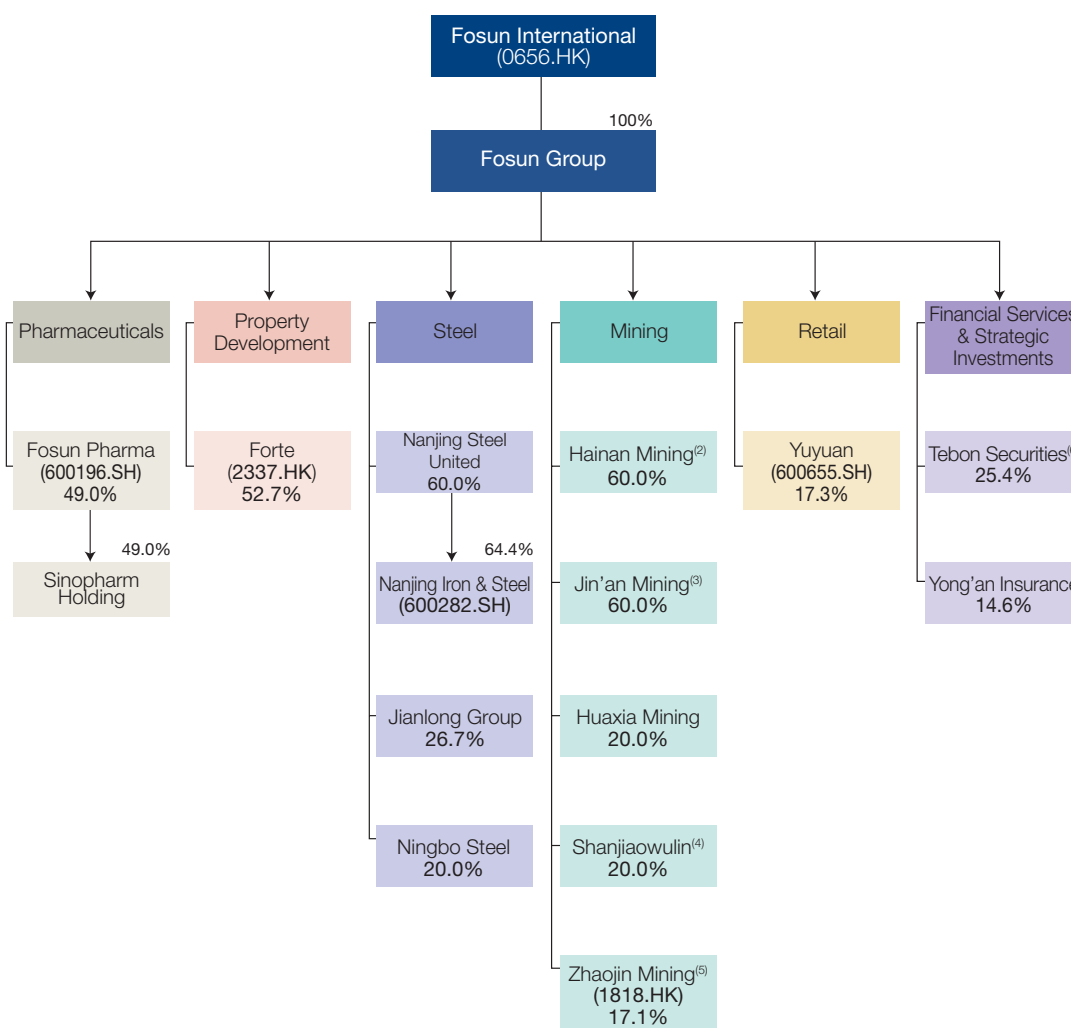 Fosun International
(0656.HK)
100%
Fosun Group
Pharmaceuticals
Fosun Pharma
(600196.SH)
49.0%
49.0%
Sinopharm
Holding
Property
Development
Forte
(2337.HK)
52.7%
Steel
Nanjing Steel
United
60.0%
64.4%
Nanjing Iron & Steel
(600282.SH)
Jianlong Group
26.7%
Ningbo Steel
20.0%
Mining
Hainan Mining(2)
60.0%
Jin’an Mining(3)
60.0%
Huaxia Mining
20.0%
Shanjiaowulin(4)
20.0%
Zhaojin Mining(5)
(1818.HK)
17.1%
Retail
Yuyuan
(600655.SH)
17.3%
Financial Services
& Strategic
Investments
Tebon Securities
25.4%
Yong’an Insurance
14.6%